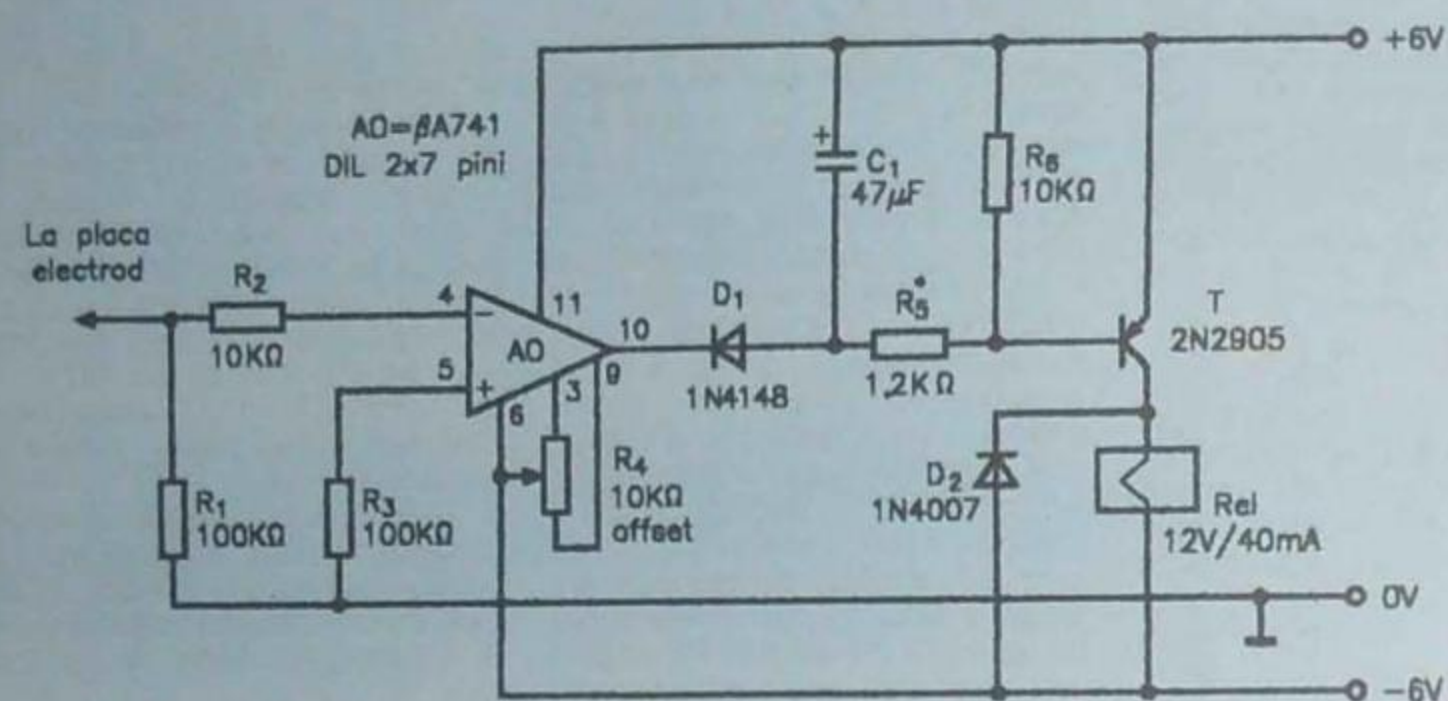 +6V
AO=βA741
DIL 2x7 pini
+
C1
47μF
R6
10KΩ
La placa
electrod
R2
10KΩ
4
−
11
AO
10
5
+
9
6
3
D1
1N4148
R5*
1,2KΩ
T
2N2905
R4
10KΩ
offset
D2
1N4007
Rel
12V/40mA
R1
100KΩ
R3
100KΩ
0V
−6V